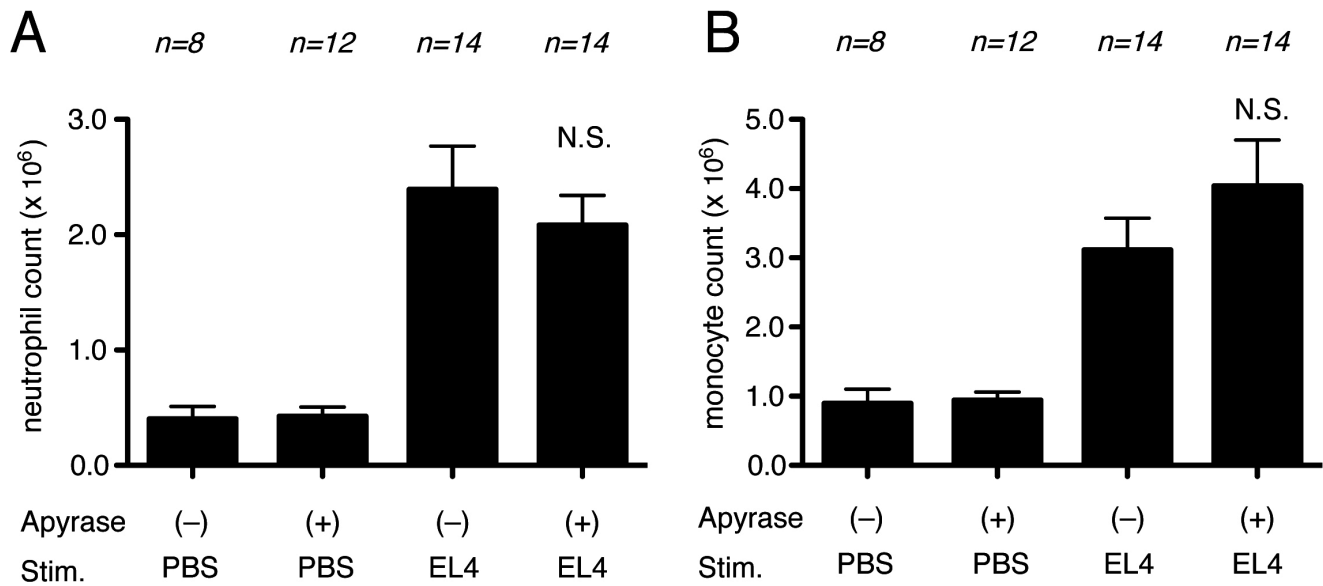 A
n=8 n=12 n=14 n=14
neutrophil count (x 10⁶)
3.0
2.0
1.0
0.0
N.S.
Apyrase (–) (+) (–) (+)
Stim. PBS PBS EL4 EL4
B
n=8 n=12 n=14 n=14
monocyte count (x 10⁶)
5.0
4.0
3.0
2.0
1.0
0.0
N.S.
Apyrase (–) (+) (–) (+)
Stim. PBS PBS EL4 EL4